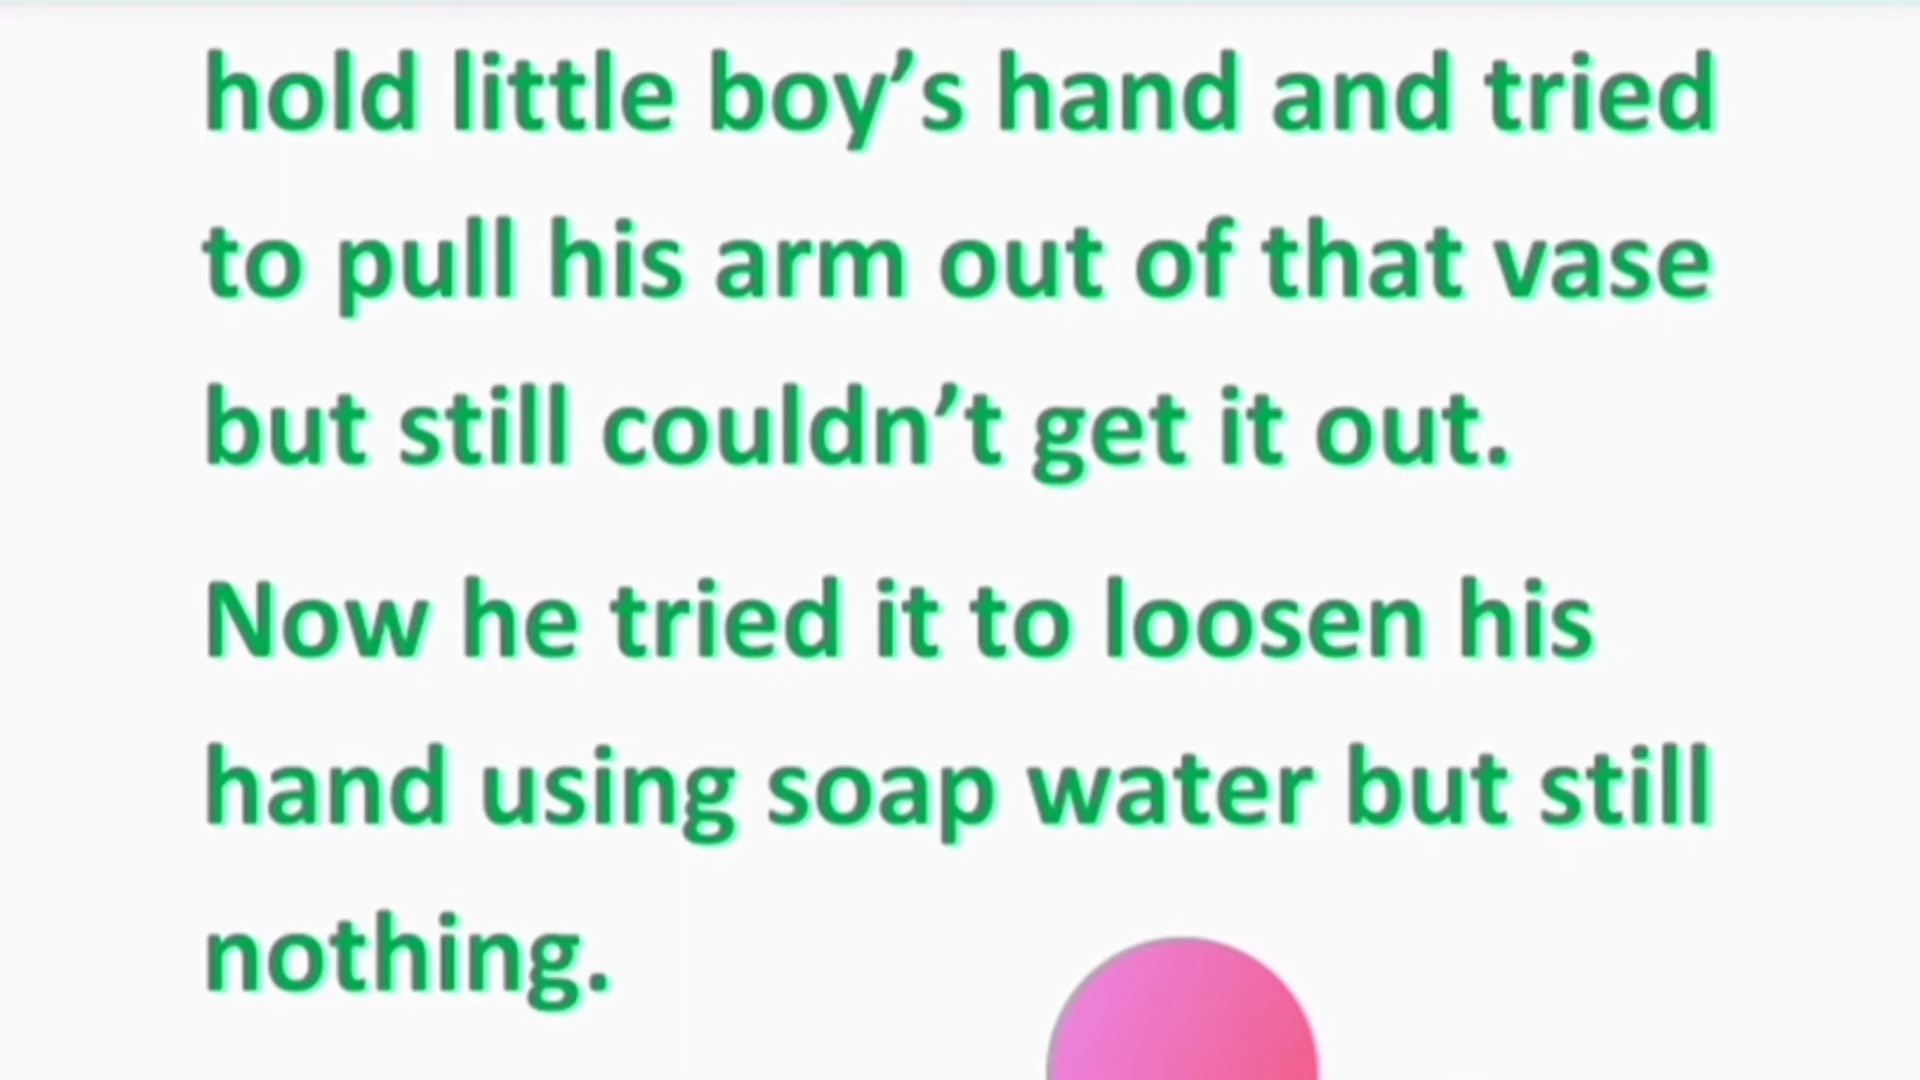 hold little boy’s hand and tried
to pull his arm out of that vase
but still couldn’t get it out.
Now he tried it to loosen his
hand using soap water but still
nothing.